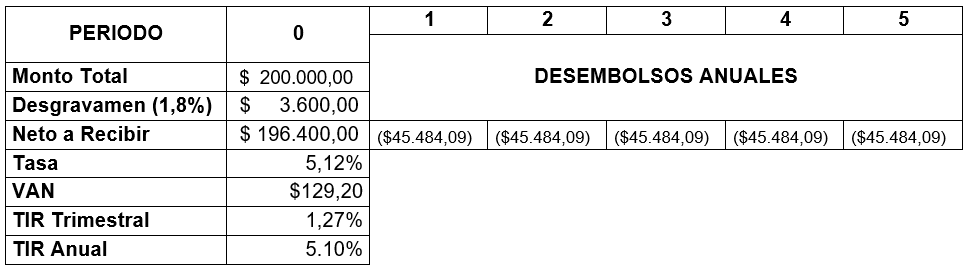 PERIODO 0 1 2 3 4 5
DESEMBOLSOS ANUALES
Monto Total $ 200.000,00
Desgravamen (1,8%) $ 3.600,00
Neto a Recibir $ 196.400,00 ($45.484,09) ($45.484,09) ($45.484,09) ($45.484,09) ($45.484,09)
Tasa 5,12%
VAN $129,20
TIR Trimestral 1,27%
TIR Anual 5.10%